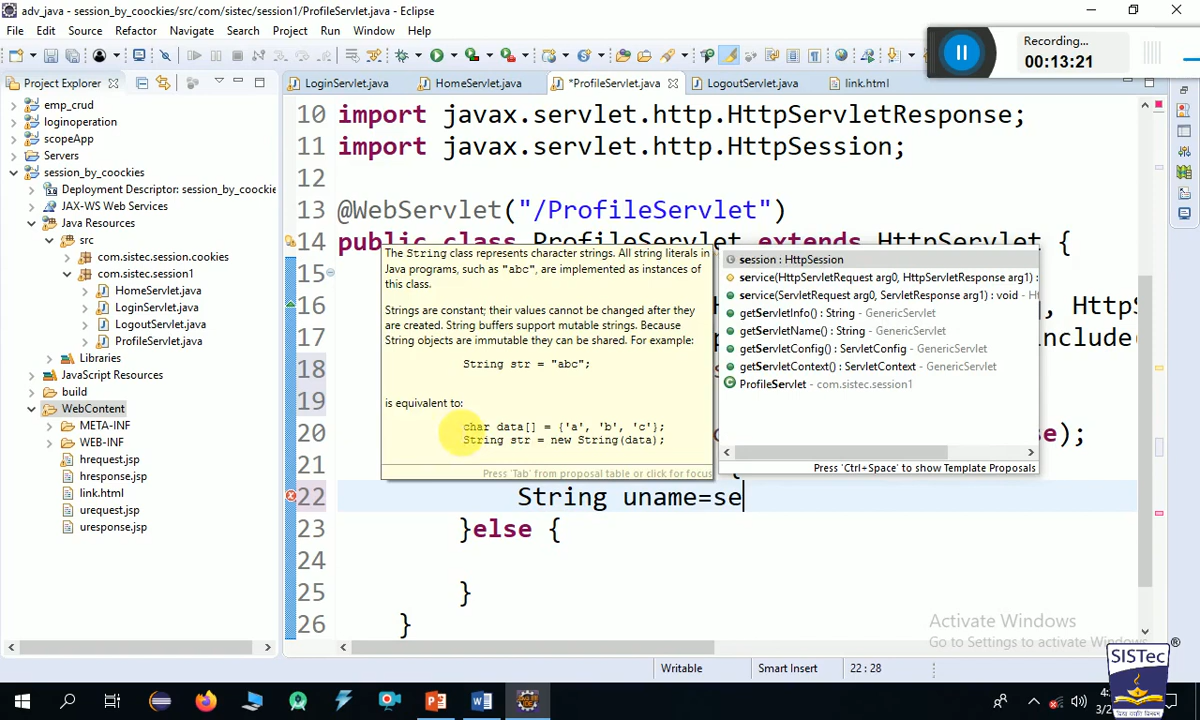 adv_java - session_by_coockies/src/com/sistec/session1/ProfileServlet.java - Eclipse
File Edit Source Refactor Navigate Search Project Run Window Help
Recording...
00:13:21
Project Explorer
LoginServlet.java
HomeServlet.java
*ProfileServlet.java
LogoutServlet.java
link.html
emp_crud
loginoperation
scopeApp
Servers
session_by_coockies
Deployment Descriptor: session_by_coockie
JAX-WS Web Services
Java Resources
src
com.sistec.session.cookies
com.sistec.session1
HomeServlet.java
LoginServlet.java
LogoutServlet.java
ProfileServlet.java
Libraries
JavaScript Resources
build
WebContent
META-INF
WEB-INF
hrequest.jsp
hresponse.jsp
link.html
urequest.jsp
uresponse.jsp
10 import javax.servlet.http.HttpServletResponse;
11 import javax.servlet.http.HttpSession;
12
13 @WebServlet("/ProfileServlet")
14 public class ProfileServlet extends HttpServlet {
15
16 , HttpS
17 nclude(
18
19
20 se);
21 {
22 String uname=se
23 }else {
24
25 }
26 }
The String class represents character strings. All string literals in
Java programs, such as "abc", are implemented as instances of
this class.
Strings are constant; their values cannot be changed after they
are created. String buffers support mutable strings. Because
String objects are immutable they can be shared. For example:
String str = "abc";
is equivalent to:
char data[] = {'a', 'b', 'c'};
String str = new String(data);
Press 'Tab' from proposal table or click for focus
session : HttpSession
service(HttpServletRequest arg0, HttpServletResponse arg1) :
service(ServletRequest arg0, ServletResponse arg1) : void - Ht
getServletInfo() : String - GenericServlet
getServletName() : String - GenericServlet
getServletConfig() : ServletConfig - GenericServlet
getServletContext() : ServletContext - GenericServlet
ProfileServlet - com.sistec.session1
Press 'Ctrl+Space' to show Template Proposals
Activate Windows
Go to Settings to activate Windows.
Writable
Smart Insert
22 : 28
SISTec
®